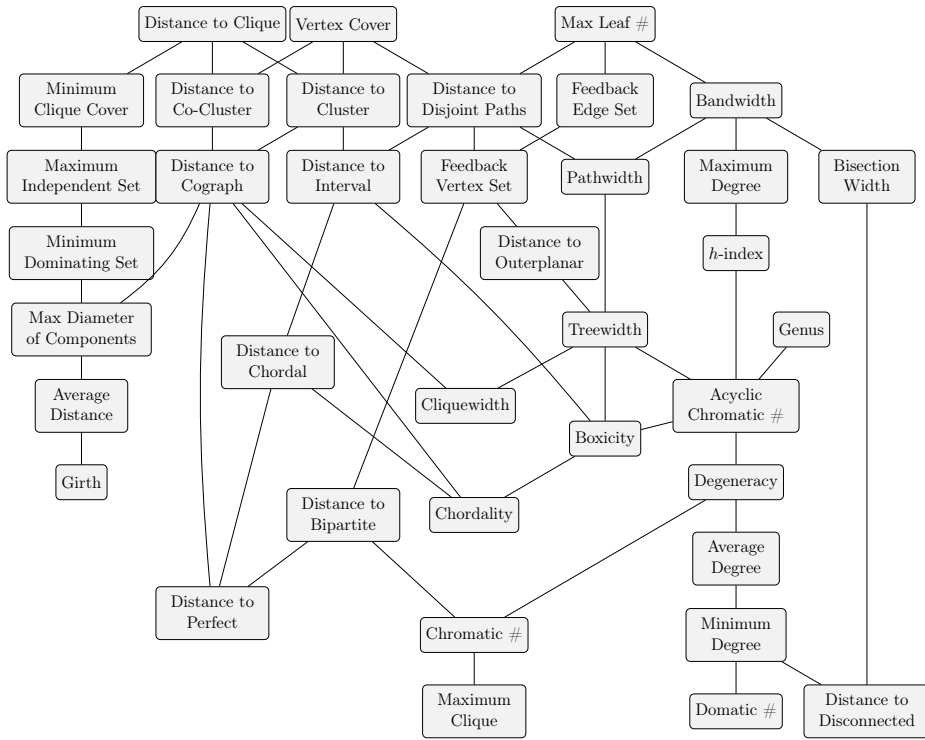 Distance to Clique
Vertex Cover
Max Leaf #
Minimum
Clique Cover
Distance to
Co-Cluster
Distance to
Cluster
Distance to
Disjoint Paths
Feedback
Edge Set
Bandwidth
Maximum
Independent Set
Distance to
Cograph
Distance to
Interval
Feedback
Vertex Set
Pathwidth
Maximum
Degree
Bisection
Width
Minimum
Dominating Set
Distance to
Outerplanar
h-index
Max Diameter
of Components
Treewidth
Genus
Distance to
Chordal
Average
Distance
Cliquewidth
Acyclic
Chromatic #
Boxicity
Girth
Degeneracy
Distance to
Bipartite
Chordality
Average
Degree
Distance to
Perfect
Chromatic #
Minimum
Degree
Maximum
Clique
Domatic #
Distance to
Disconnected